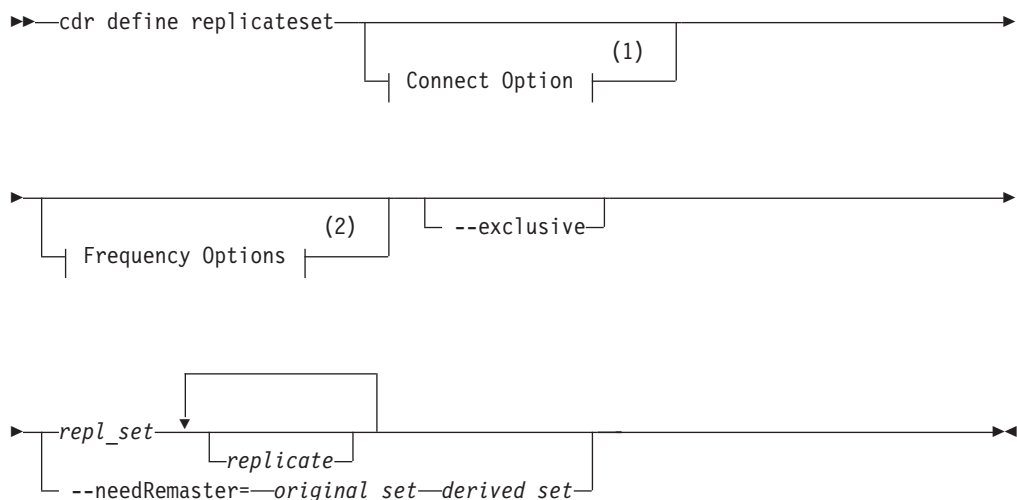 cdr define replicateset
(1)
Connect Option
(2)
Frequency Options
--exclusive
repl_set
replicate
--needRemaster= original set derived set